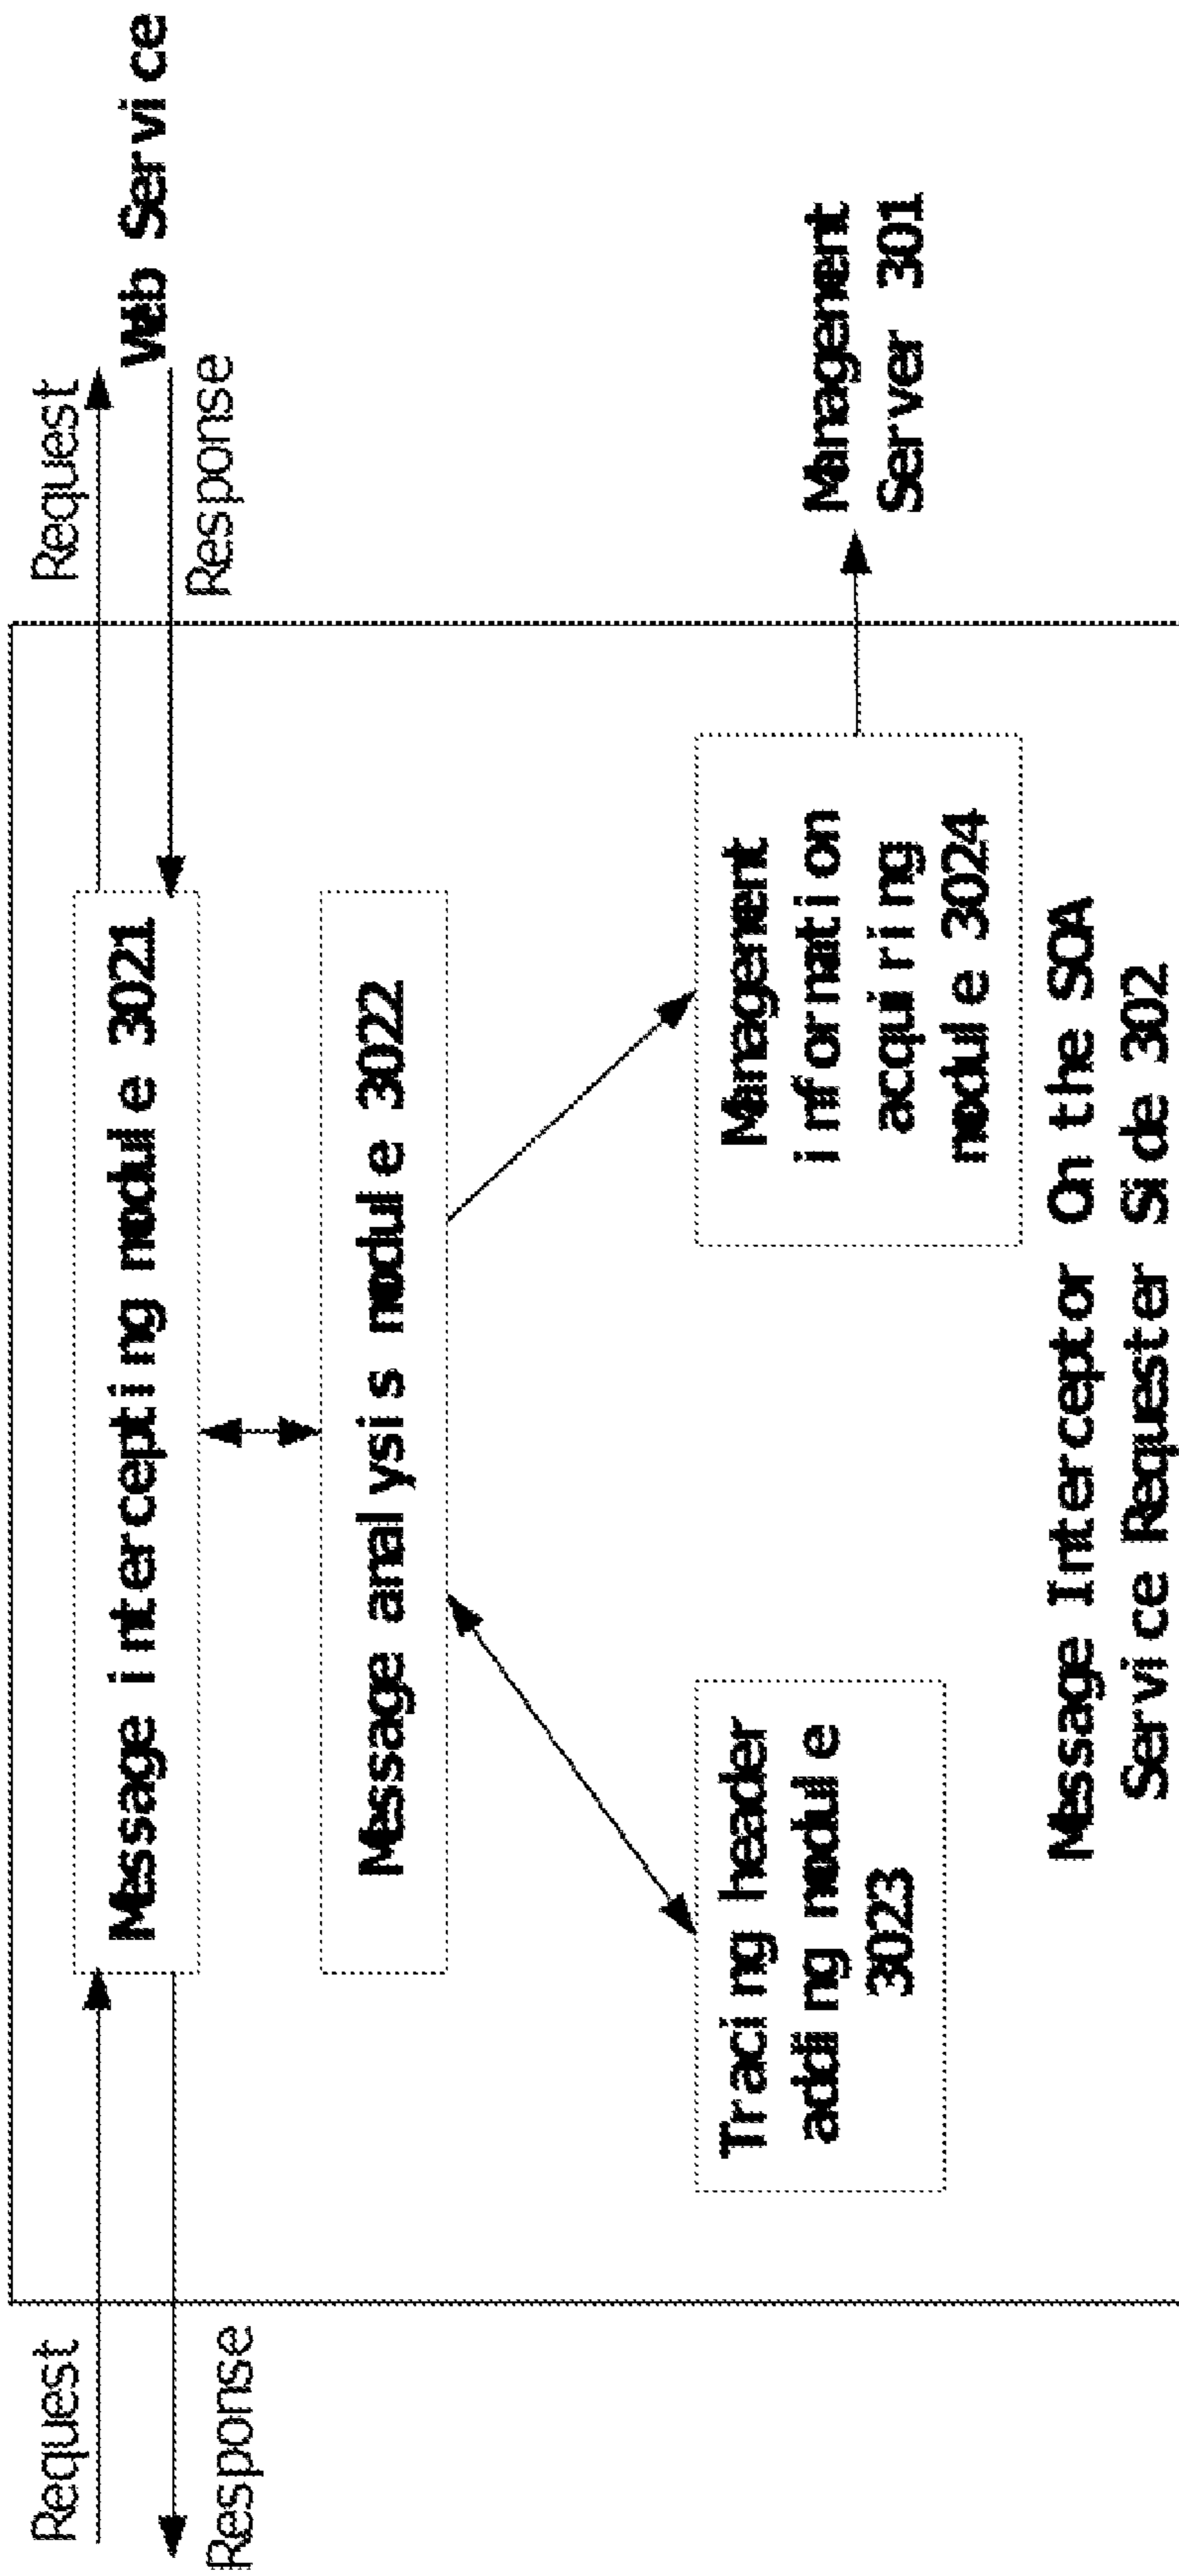 Request
Response
Request
Web Service
Response
Message intercepting module 3021
Message analysis module 3022
Tracing header
adding module
3023
Management
information
acquiring
module 3024
Management
Server 301
Message Interceptor On the SOA
Service Requester Side 302